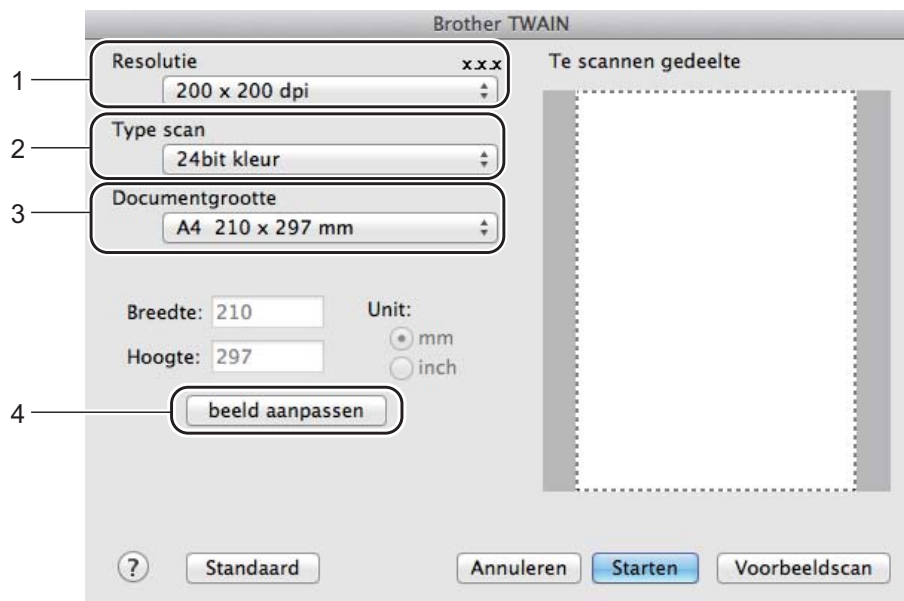 Brother TWAIN
1
Resolutie x.x.x
200 x 200 dpi
2
Type scan
24bit kleur
3
Documentgrootte
A4 210 x 297 mm
Breedte: 210
Hoogte: 297
Unit:
mm
inch
4
beeld aanpassen
Te scannen gedeelte
? Standaard Annuleren Starten Voorbeeldscan